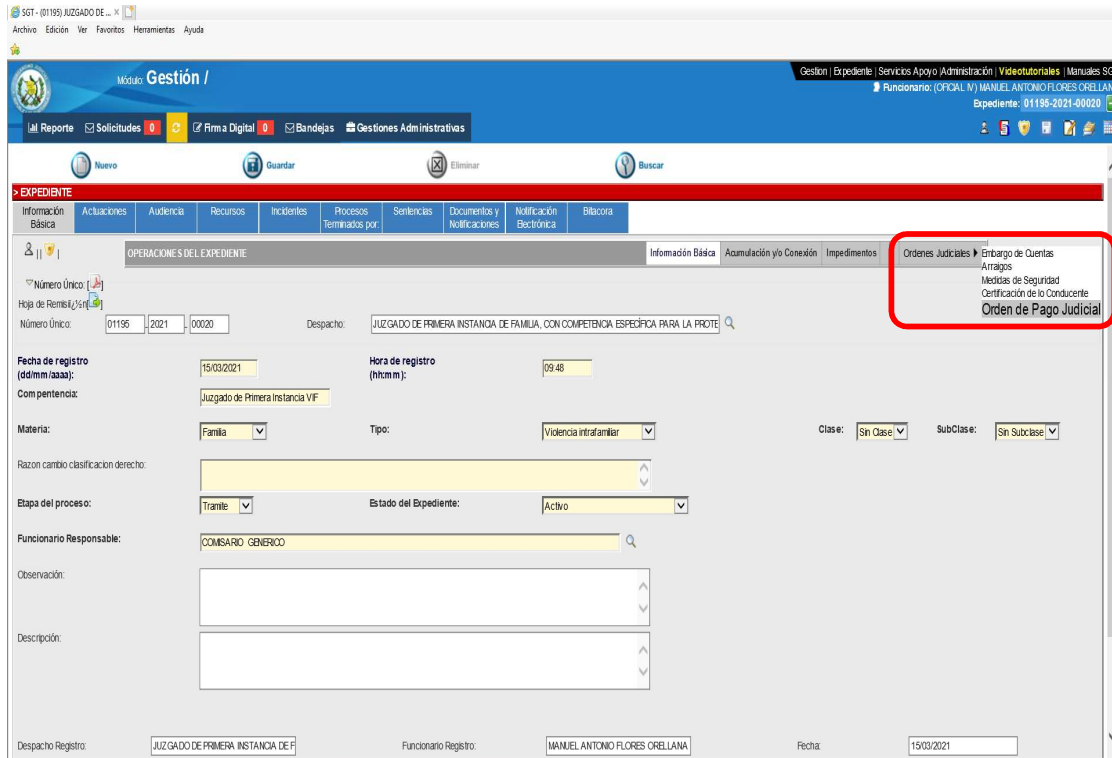 SGT - (01195) JUZGADO DE ... ×
Archivo Edición Ver Favoritos Herramientas Ayuda
Módulo: Gestión /
Gestion | Expediente | Servicios Apoyo |Administración | Videotutoriales | Manuales SG
Funcionario: (OFICIAL IV) MANUEL ANTONIO FLORES ORELLAN
Expediente: 01195-2021-00020
Reporte Solicitudes 0 Firma Digital 0 Bandejas Gestiones Administrativas
Nuevo Guardar Eliminar Buscar
> EXPEDIENTE
Información Básica Actuaciones Audiencia Recursos Incidentes Procesos Terminados por: Sentencias Documentos y Notificaciones Notificación Electrónica Bitacora
OPERACIONES DEL EXPEDIENTE Información Básica Acumulación y/o Conexión Impedimentos Ordenes Judiciales
Embargo de Cuentas
Arraigos
Medidas de Seguridad
Certificación de lo Conducente
Orden de Pago Judicial
Número Único: [ ]
Hoja de Remisiï¿½n[ ]
Número Único: 01195 - 2021 - 00020 Despacho: JUZGADO DE PRIMERA INSTANCIA DE FAMILIA, CON COMPETENCIA ESPECÍFICA PARA LA PROTE
Fecha de registro (dd/mm/aaaa): 15/03/2021 Hora de registro (hh:mm): 09:48
Compentencia: Juzgado de Primera Instancia VIF
Materia: Familia Tipo: Violencia intrafamiliar Clase: Sin Clase SubClase: Sin Subclase
Razon cambio clasificacion derecho:
Etapa del proceso: Tramite Estado del Expediente: Activo
Funcionario Responsable: COMISARIO GENERICO
Observación:
Descripción:
Despacho Registro: JUZGADO DE PRIMERA INSTANCIA DE F Funcionario Registro: MANUEL ANTONIO FLORES ORELLANA Fecha: 15/03/2021